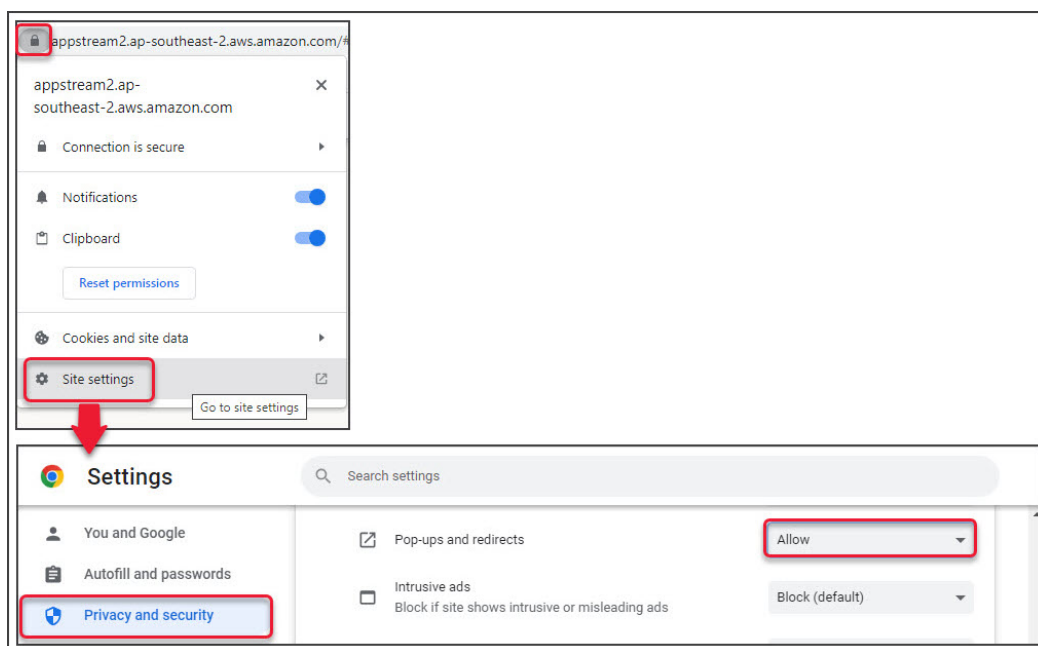 appstream2.ap-southeast-2.aws.amazon.com/#
appstream2.ap-
southeast-2.aws.amazon.com
Connection is secure
Notifications
Clipboard
Reset permissions
Cookies and site data
Site settings
Go to site settings
Settings
Search settings
You and Google
Autofill and passwords
Privacy and security
Pop-ups and redirects
Allow
Intrusive ads
Block if site shows intrusive or misleading ads
Block (default)